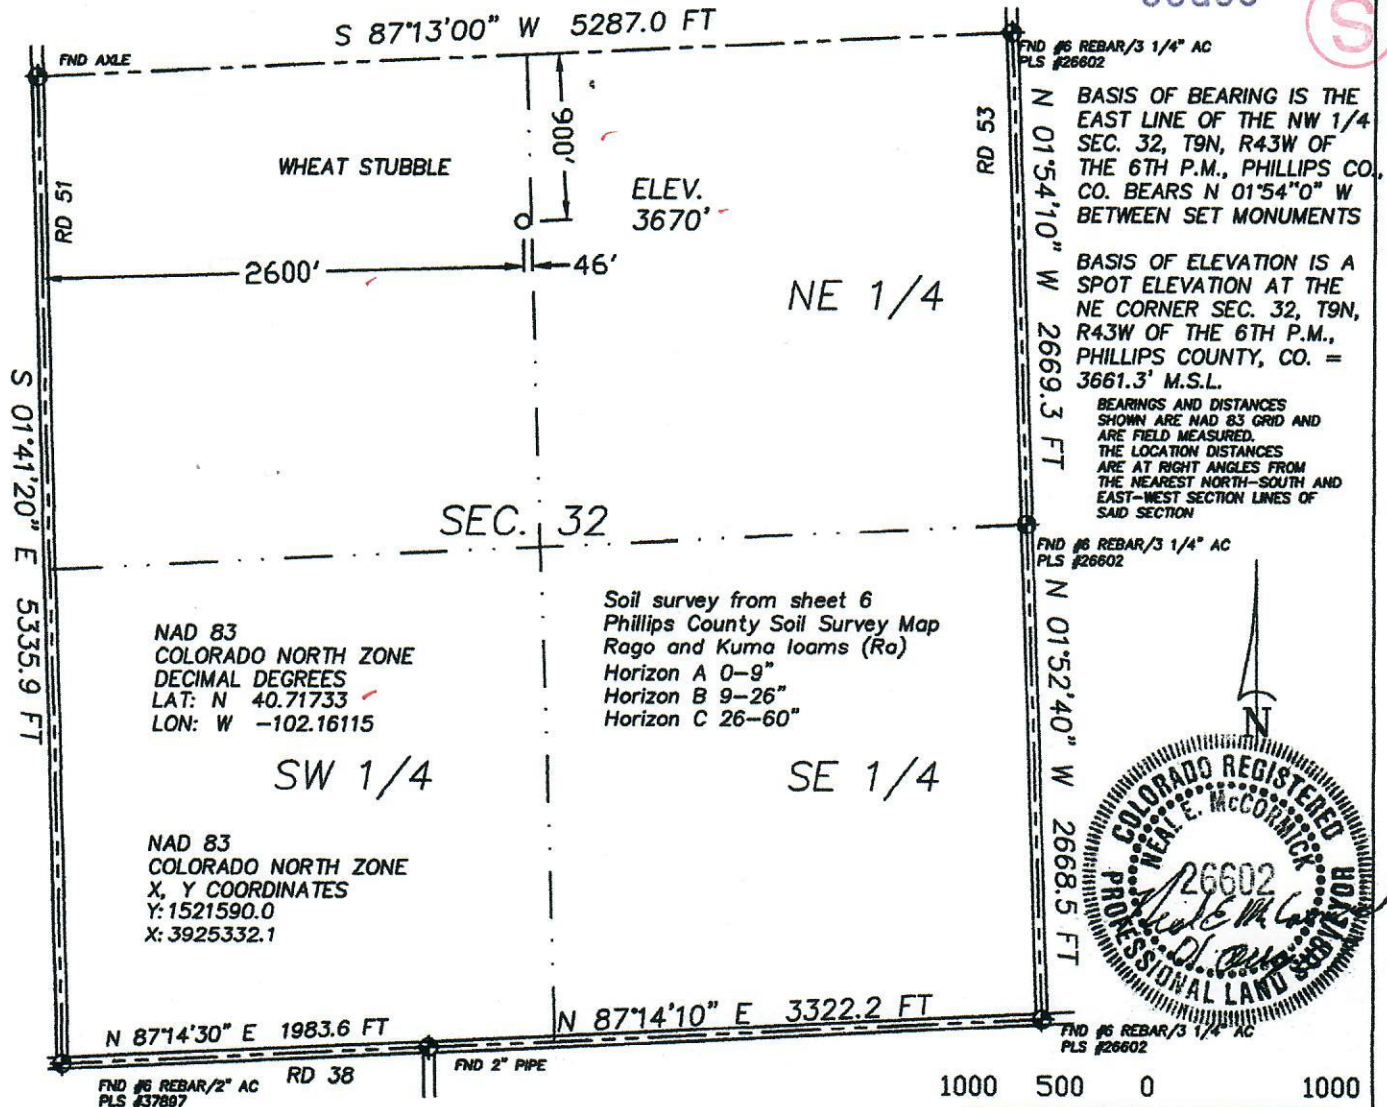 S 87°13'00" W 5287.0 FT
FND AXLE
FND #6 REBAR/3 1/4" AC
PLS #26602
S
RD 51
WHEAT STUBBLE
900'
ELEV.
3670'
2600'
46'
RD 53
N 01°54'10" W 2669.3 FT
NE 1/4
BASIS OF BEARING IS THE
EAST LINE OF THE NW 1/4
SEC. 32, T9N, R43W OF
THE 6TH P.M., PHILLIPS CO.,
CO. BEARS N 01°54"0" W
BETWEEN SET MONUMENTS
BASIS OF ELEVATION IS A
SPOT ELEVATION AT THE
NE CORNER SEC. 32, T9N,
R43W OF THE 6TH P.M.,
PHILLIPS COUNTY, CO. =
3661.3' M.S.L.
BEARINGS AND DISTANCES
SHOWN ARE NAD 83 GRID AND
ARE FIELD MEASURED.
THE LOCATION DISTANCES
ARE AT RIGHT ANGLES FROM
THE NEAREST NORTH-SOUTH AND
EAST-WEST SECTION LINES OF
SAID SECTION
S 01°41'20" E 5335.9 FT
SEC. 32
FND #6 REBAR/3 1/4" AC
PLS #26602
NAD 83
COLORADO NORTH ZONE
DECIMAL DEGREES
LAT: N 40.71733
LON: W -102.16115
Soil survey from sheet 6
Phillips County Soil Survey Map
Rago and Kuma loams (Ra)
Horizon A 0-9"
Horizon B 9-26"
Horizon C 26-60"
N 01°52'40" W 2668.5 FT
N
SW 1/4
SE 1/4
NAD 83
COLORADO NORTH ZONE
X, Y COORDINATES
Y: 1521590.0
X: 3925332.1
COLORADO REGISTERED
NEAL E. McCORMICK
26602
PROFESSIONAL LAND SURVEYOR
N 87°14'30" E 1983.6 FT
N 87°14'10" E 3322.2 FT
RD 38
FND 2" PIPE
FND #6 REBAR/2" AC
PLS #37897
FND #6 REBAR/3 1/4" AC
PLS #26602
1000 500 0 1000